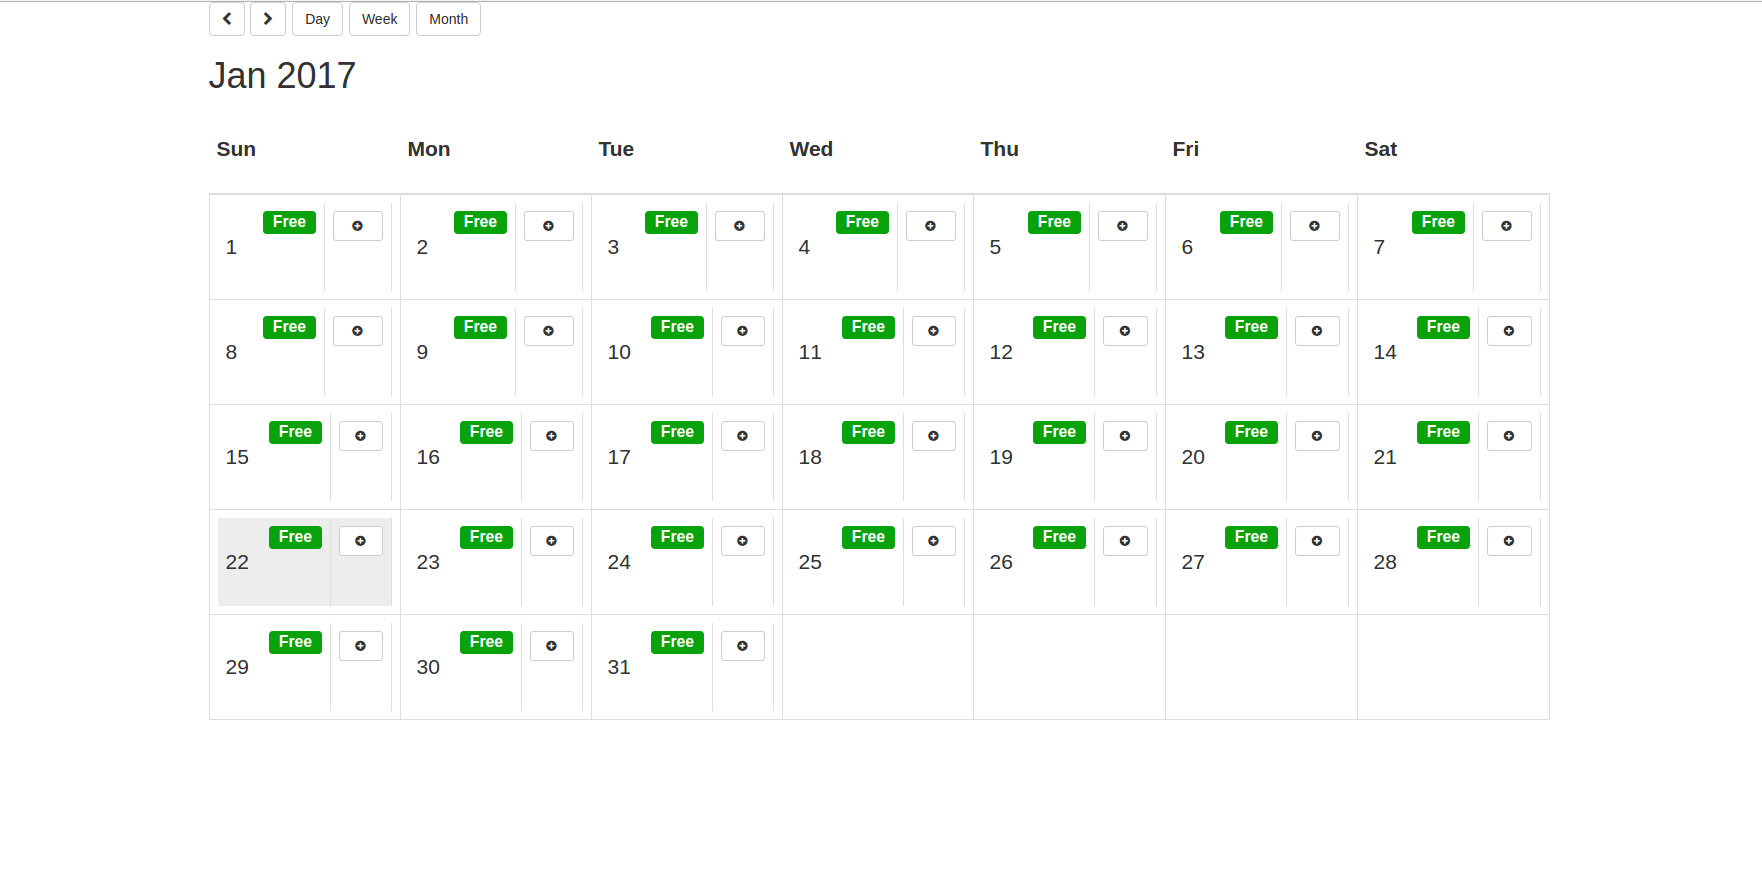 Day Week Month
Jan 2017
Sun Mon Tue Wed Thu Fri Sat
1 Free 2 Free 3 Free 4 Free 5 Free 6 Free 7 Free
8 Free 9 Free 10 Free 11 Free 12 Free 13 Free 14 Free
15 Free 16 Free 17 Free 18 Free 19 Free 20 Free 21 Free
22 Free 23 Free 24 Free 25 Free 26 Free 27 Free 28 Free
29 Free 30 Free 31 Free